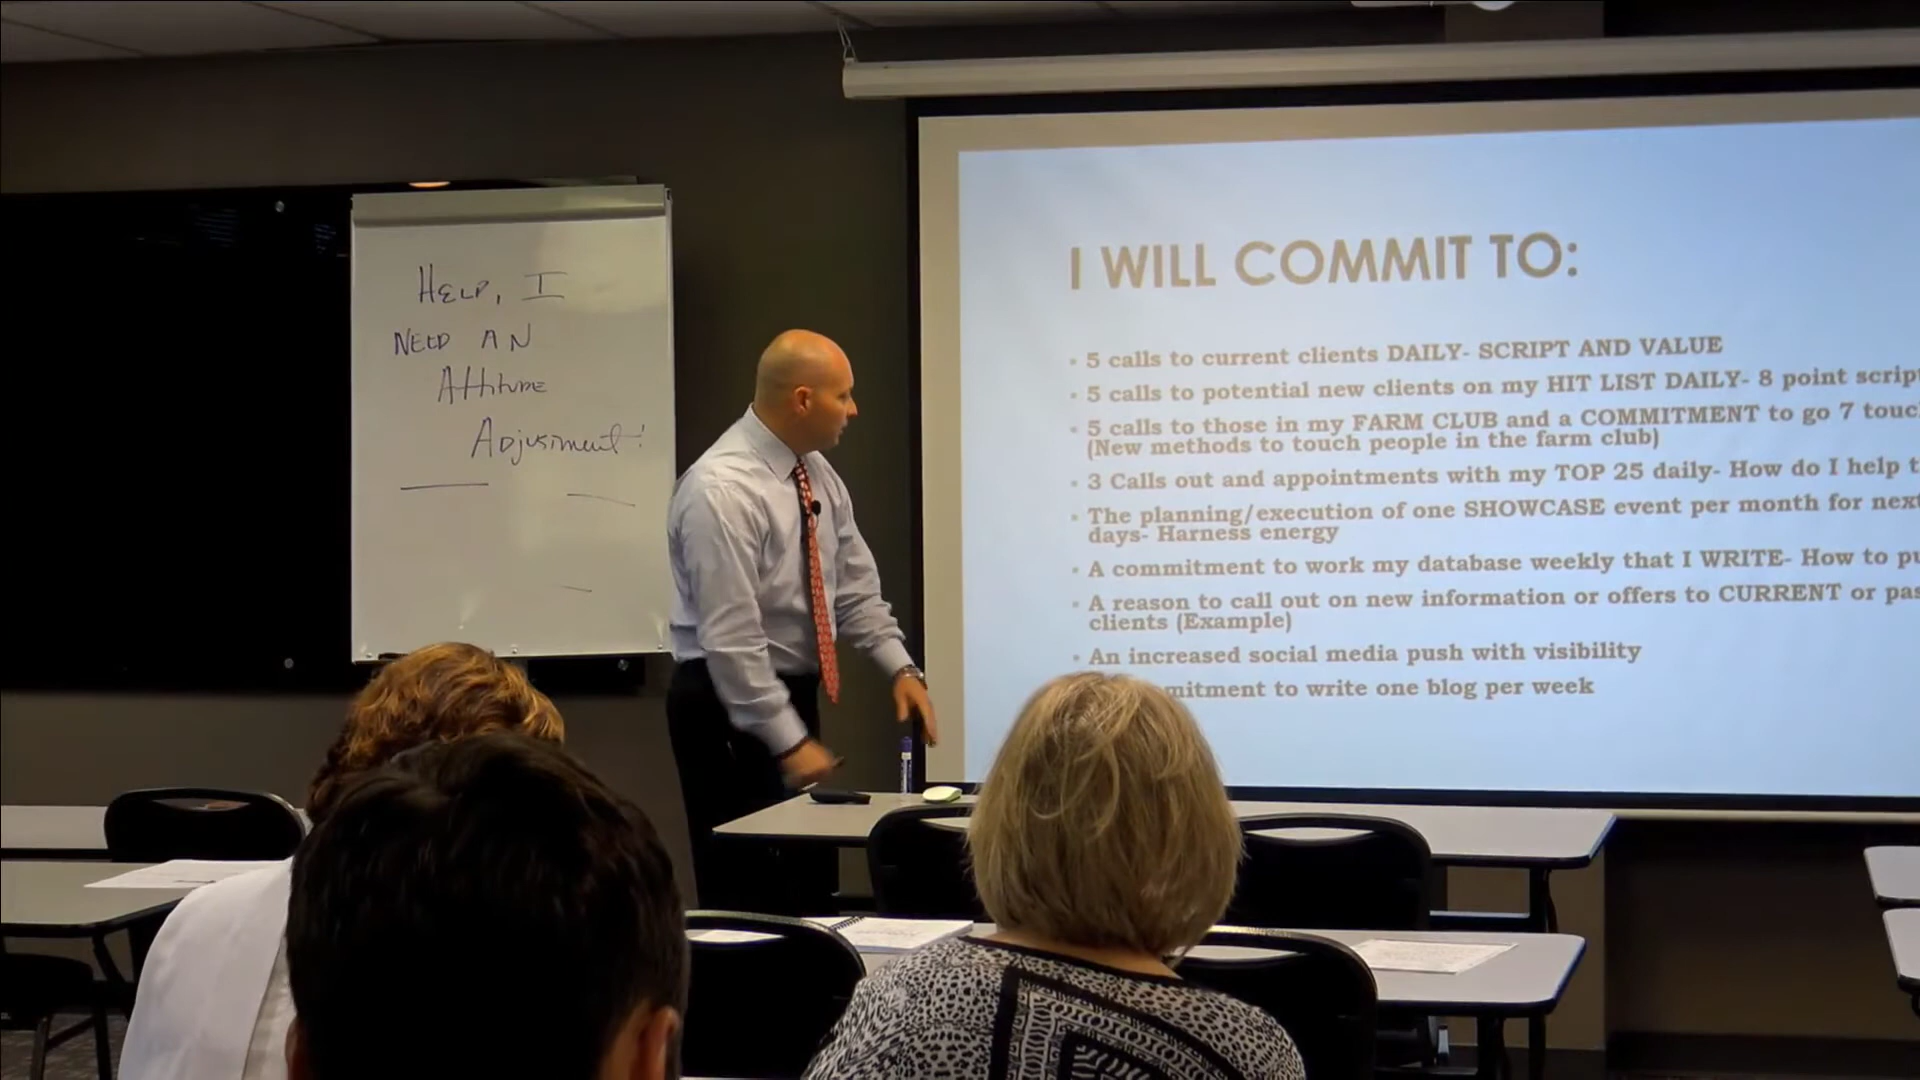 HELP, I
NEED AN
Attitude
Adjustment!
I WILL COMMIT TO:
5 calls to current clients DAILY- SCRIPT AND VALUE
5 calls to potential new clients on my HIT LIST DAILY- 8 point script
5 calls to those in my FARM CLUB and a COMMITMENT to go 7
(New methods to touch people in the farm club)
3 Calls out and appointments with my TOP 25 daily- How do I help
The planning/execution of one SHOWCASE event per month for next
days- Harness energy
A commitment to work my database weekly that I WRITE- How to
A reason to call out on new information or offers to CURRENT or
clients (Example)
An increased social media push with visibility
mitment to write one blog per week